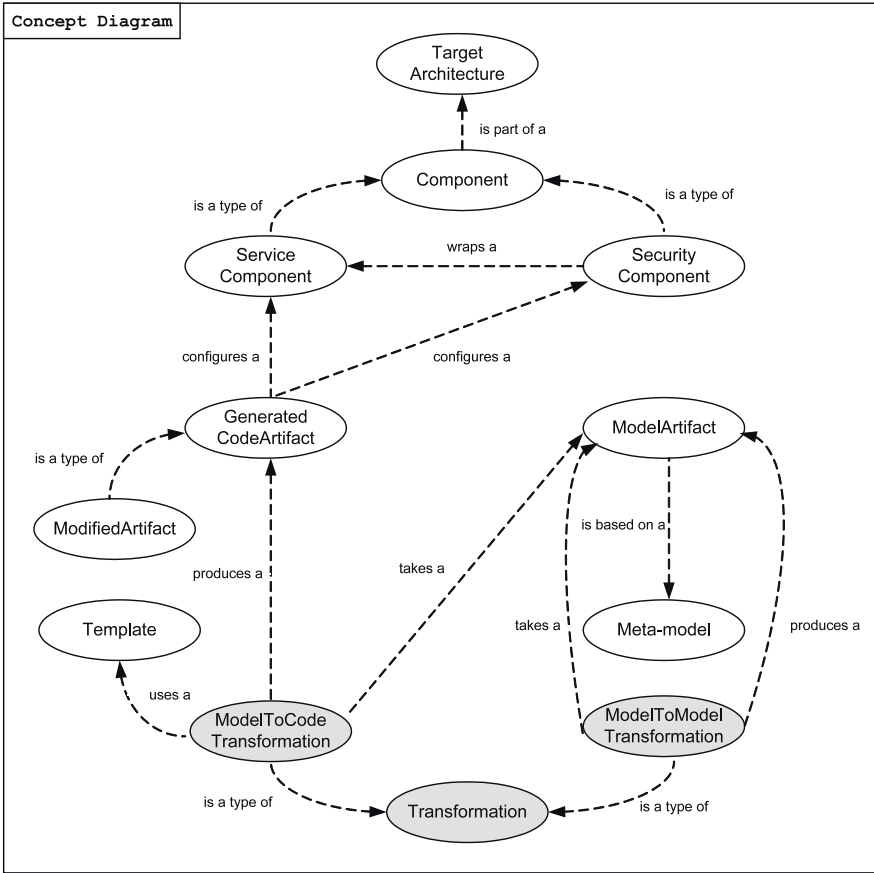 Concept Diagram
Target
Architecture
is part of a
Component
is a type of
is a type of
Service
Component
wraps a
Security
Component
configures a
configures a
Generated
CodeArtifact
ModelArtifact
is a type of
ModifiedArtifact
is based on a
produces a
takes a
Template
Meta-model
takes a
produces a
uses a
ModelToCode
Transformation
ModelToModel
Transformation
is a type of
Transformation
is a type of